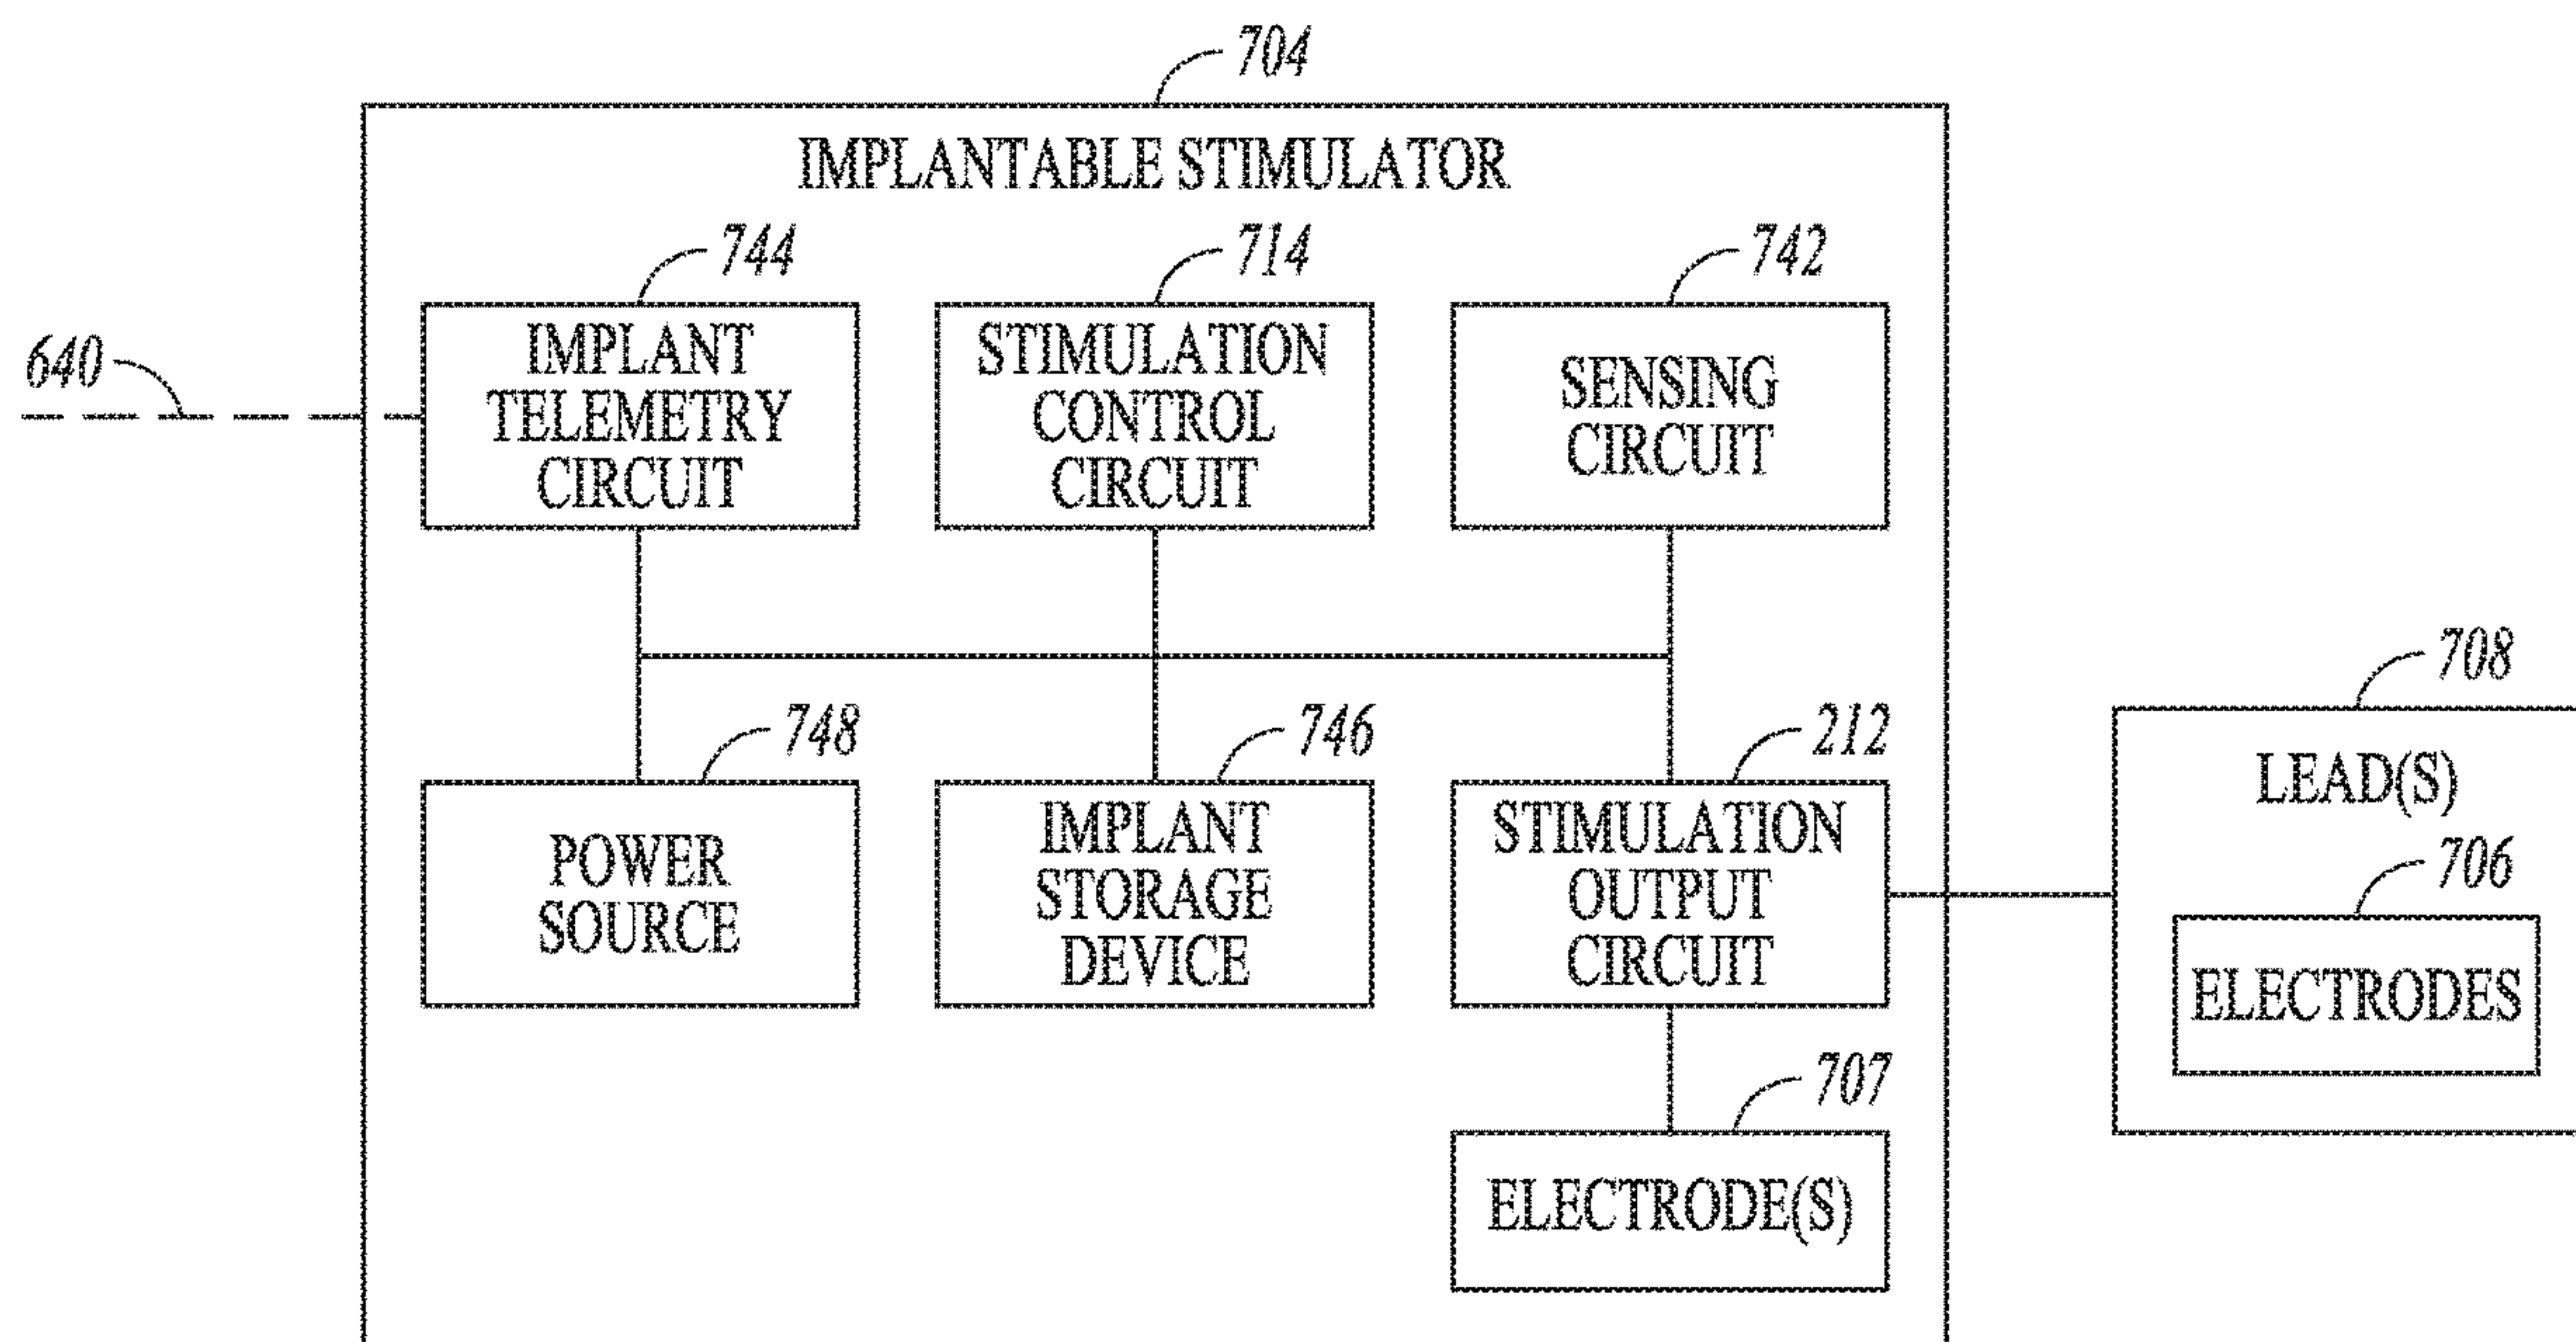 704
IMPLANTABLE STIMULATOR
744
714
742
640
IMPLANT
TELEMETRY
CIRCUIT
STIMULATION
CONTROL
CIRCUIT
SENSING
CIRCUIT
708
748
746
212
LEAD(S)
POWER
SOURCE
IMPLANT
STORAGE
DEVICE
STIMULATION
OUTPUT
CIRCUIT
706
ELECTRODES
707
ELECTRODE(S)